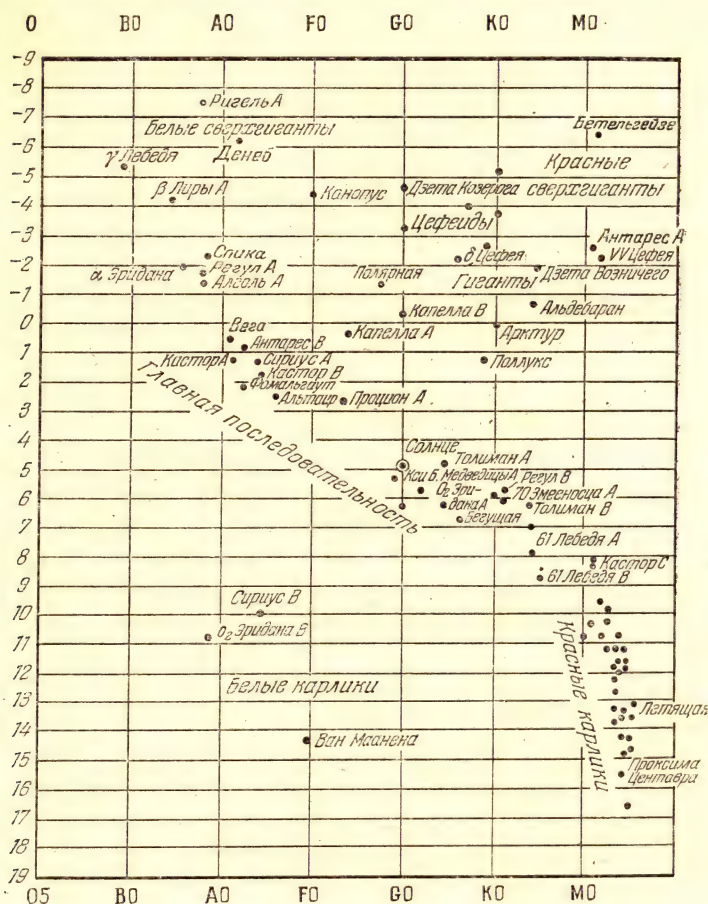 O B0 A0 F0 G0 K0 M0
-9
-8
-7
-6
-5
-4
-3
-2
-1
0
1
2
3
4
5
6
7
8
9
10
11
12
13
14
15
16
17
18
19
Ригель А
Белые сверхгиганты
Бетельгейзе
Денеб
γ Лебедя
Красные
β Лиры А
Канопус
Дзета Козерога
сверхгиганты
Цефеиды
Антарес А
Спика
δ Цефея
VV Цефея
α Эридана
Регул А
Полярная
Гиганты
Дзета Возничего
Алголь А
Капелла В
Альдебаран
Вега
Капелла А
Арктур
Антарес В
Кастор А
Сириус А
Поллукс
Кастор В
Фомальгаут
Альтаир
Процион А
Главная последовательность
Солнце
Толиман А
Кси Б. Медведицы А
Регул В
O₂ Эри-
дана А
70 Змееносца А
Бегущая
Толиман В
61 Лебедя А
Кастор С
61 Лебедя В
Сириус В
o₂ Эридана В
Красные карлики
Белые карлики
Летящая
Ван Маанена
Проксима
Центавра
05 B0 A0 F0 G0 K0 M0